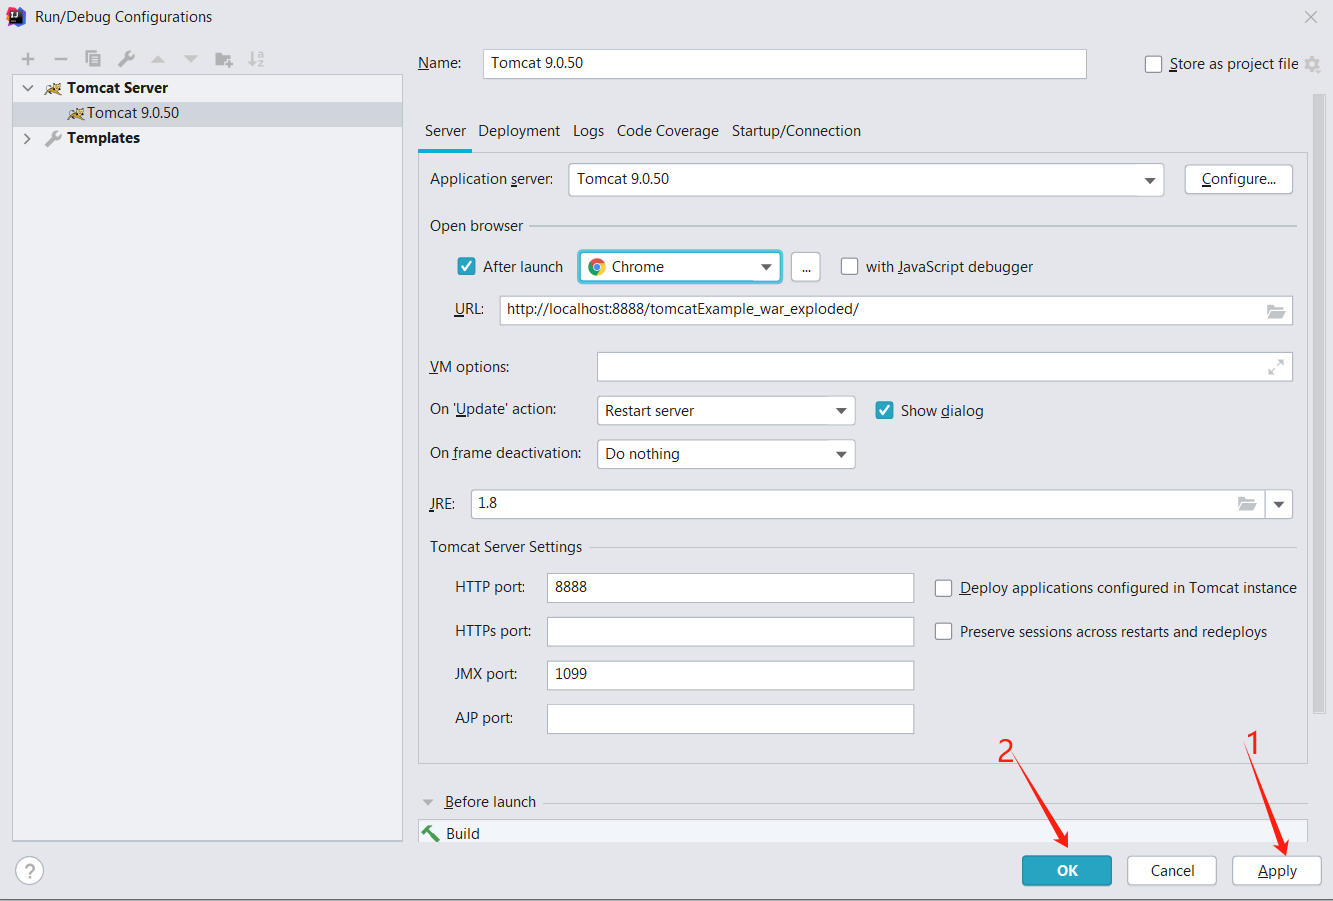 Run/Debug Configurations
Name: Tomcat 9.0.50 Store as project file
Tomcat Server
Tomcat 9.0.50
Templates
Server Deployment Logs Code Coverage Startup/Connection
Application server: Tomcat 9.0.50 Configure...
Open browser
After launch Chrome ... with JavaScript debugger
URL: http://localhost:8888/tomcatExample_war_exploded/
VM options:
On 'Update' action: Restart server Show dialog
On frame deactivation: Do nothing
JRE: 1.8
Tomcat Server Settings
HTTP port: 8888 Deploy applications configured in Tomcat instance
HTTPs port: Preserve sessions across restarts and redeploys
JMX port: 1099
AJP port:
2 1
Before launch
Build
? OK Cancel Apply